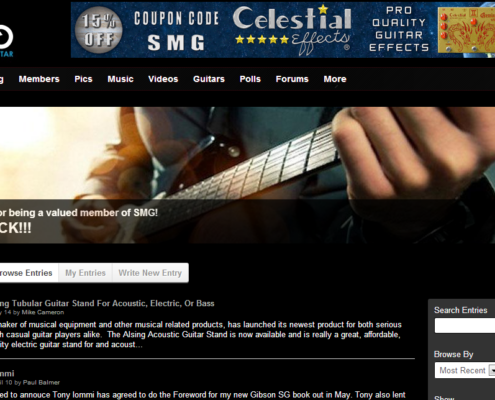 15% OFF
COUPON CODE
SMG
Celestial
Effects®
PRO
QUALITY
GUITAR
EFFECTS
TAR
g Members Pics Music Videos Guitars Polls Forums More
or being a valued member of SMG!
CK!!!
rowse Entries My Entries Write New Entry
ng Tubular Guitar Stand For Acoustic, Electric, Or Bass
y 14 by Mike Cameron
maker of musical equipment and other musical related products, has launched its newest product for both serious
h casual guitar players alike. The Alsing Acoustic Guitar Stand is now available and is really a great, affordable,
ity electric guitar stand for and acoust...
ommi
il 10 by Paul Balmer
ed to annouce Tony Iommi has agreed to do the Foreword for my new Gibson SG book out in May. Tony also lent
Search Entries
Browse By
Most Recent
Show